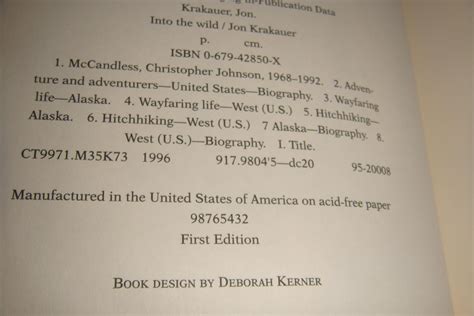 in-Publication Data
Krakauer, Jon.
Into the wild / Jon Krakauer
p. cm.
ISBN 0-679-42850-X
1. McCandless, Christopher Johnson, 1968–1992. 2. Adven-
ture and adventurers—United States—Biography. 3. Wayfaring
life—Alaska. 4. Wayfaring life—West (U.S.) 5. Hitchhiking—
Alaska. 6. Hitchhiking—West (U.S.) 7 Alaska—Biography. 8.
West (U.S.)—Biography. I. Title.
CT9971.M35K73 1996 917.9804'5—dc20 95-20008
Manufactured in the United States of America on acid-free paper
98765432
First Edition
BOOK DESIGN BY DEBORAH KERNER